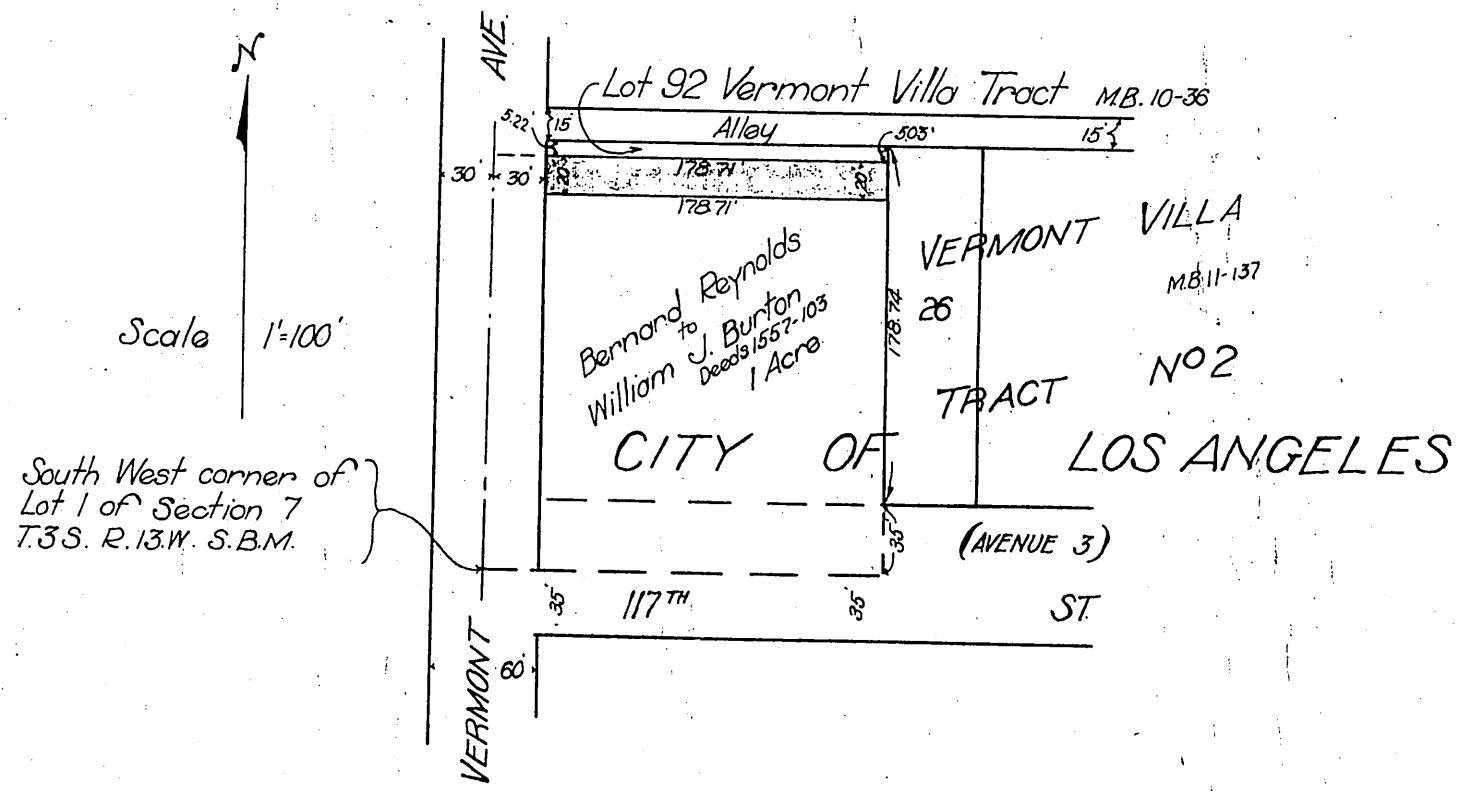 N
AVE.
Lot 92 Vermont Villa Tract M.B. 10-36
5.22'
15'
Alley
5.03'
15'
30'
30'
20'
178.71'
20'
178.71'
VERMONT VILLA
M.B. 11-137
Bernard Reynolds
to
William J. Burton
Deeds 1557-103
1 Acre
178.74
26
Scale 1"=100'
TRACT Nº 2
CITY OF LOS ANGELES
South West corner of
Lot 1 of Section 7
T.3S. R.13.W. S.B.M.
35'
(AVENUE 3)
35'
117TH
35'
ST.
VERMONT
60'